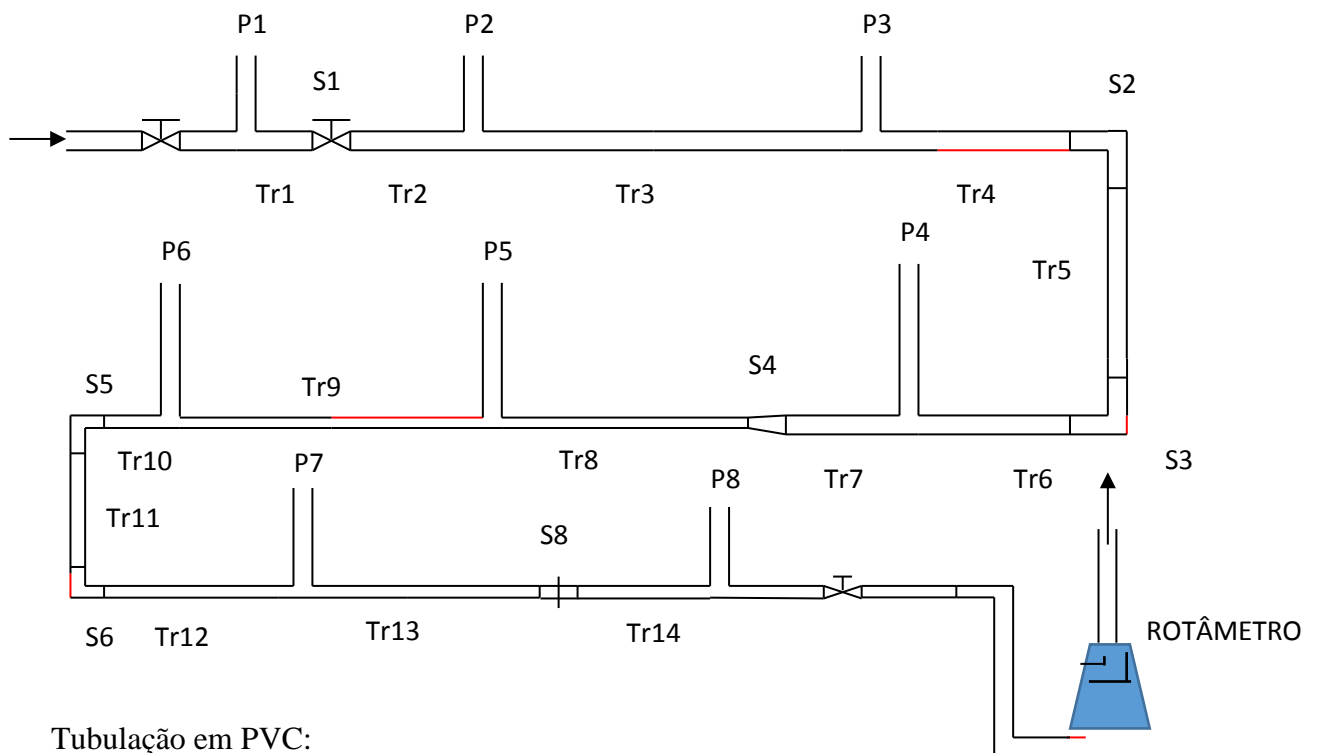 P1
P2
P3
S1
S2
Tr1
Tr2
Tr3
Tr4
P4
P6
P5
Tr5
S4
S5
Tr9
Tr10
P7
Tr8
P8
Tr7
Tr6
S3
Tr11
S8
S6
Tr12
Tr13
Tr14
ROTÂMETRO
Tubulação em PVC: